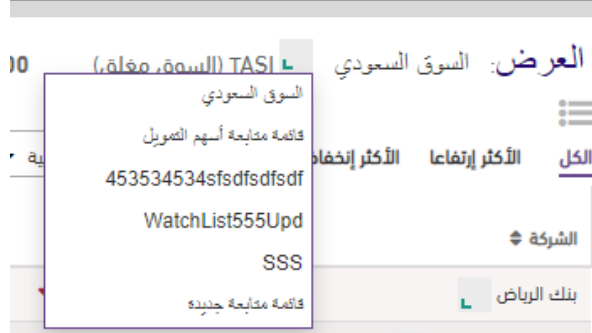 العرض: السوق السعودي TASI (السوق مغلق) 00
السوق السعودي
قائمة متابعة أسهم التمويل
453534534sfsdfsdfsdf
WatchList555Upd
SSS
قائمة متابعة جديدة
الكل الأكثر إرتفاعا الأكثر إنخفاضا
الشركة
بنك الرياض